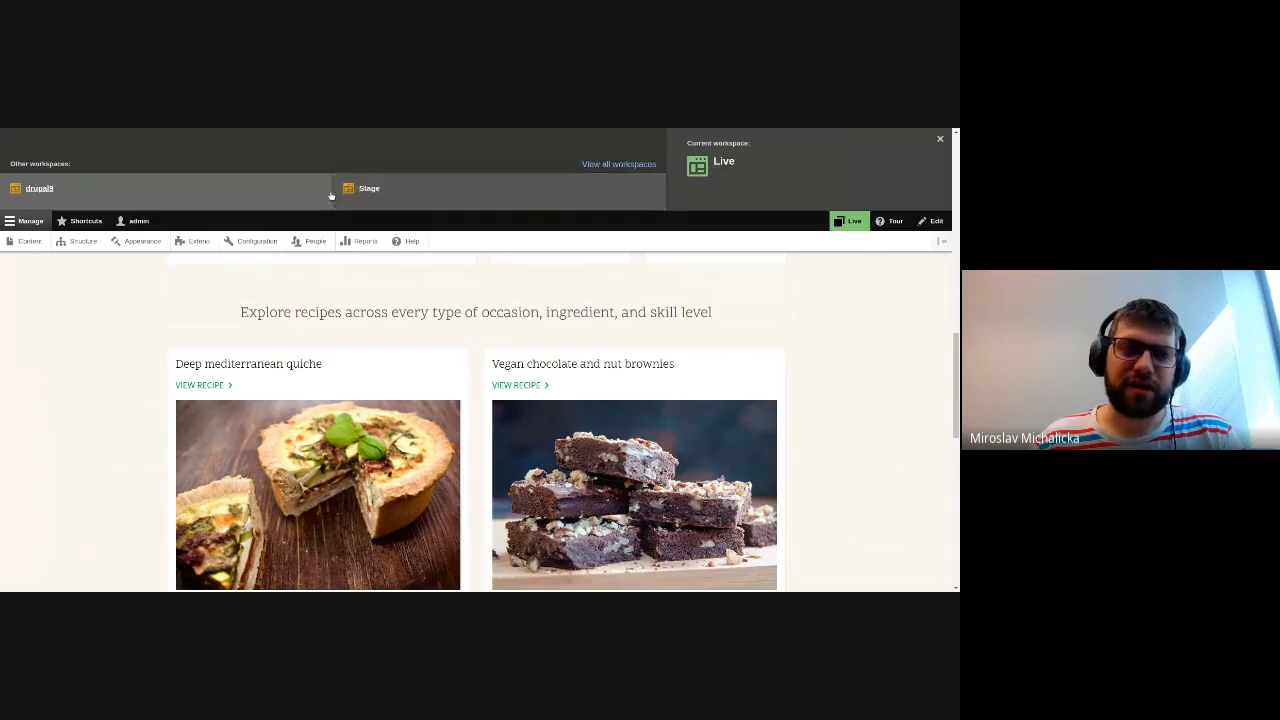 Other workspaces:
View all workspaces
drupal9
Stage
Current workspace:
Live
Manage
Shortcuts
admin
Live
Tour
Edit
Content
Structure
Appearance
Extend
Configuration
People
Reports
Help
Explore recipes across every type of occasion, ingredient, and skill level
Deep mediterranean quiche
VIEW RECIPE
Vegan chocolate and nut brownies
VIEW RECIPE
Miroslav Michalicka